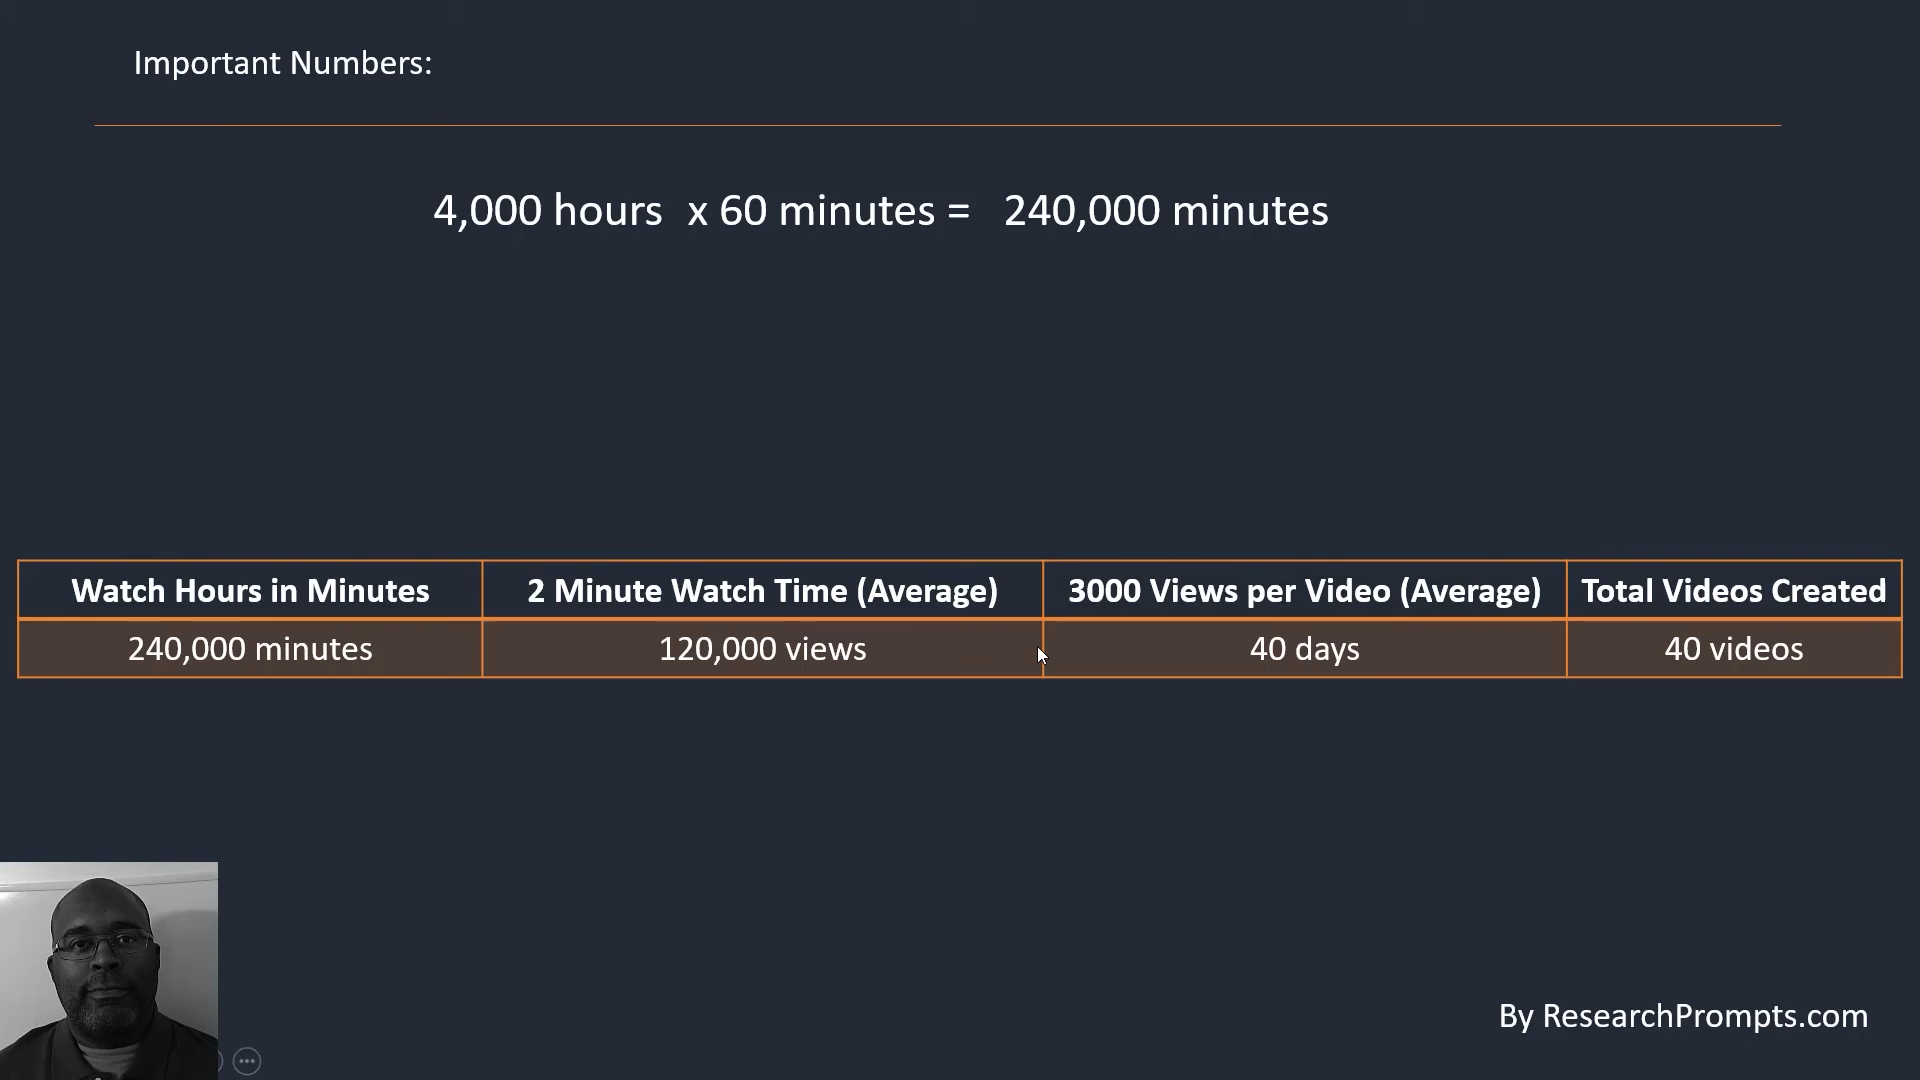 Important Numbers:
4,000 hours x 60 minutes = 240,000 minutes
Watch Hours in Minutes 2 Minute Watch Time (Average) 3000 Views per Video (Average) Total Videos Created
240,000 minutes 120,000 views 40 days 40 videos
By ResearchPrompts.com